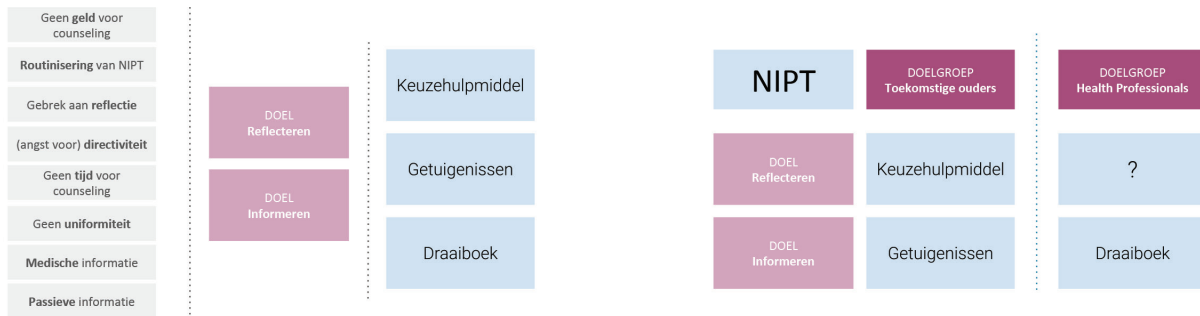 Geen geld voor
counseling
Routinisering van NIPT
Gebrek aan reflectie
(angst voor) directiviteit
Geen tijd voor
counseling
Geen uniformiteit
Medische informatie
Passieve informatie
DOEL
Reflecteren
DOEL
Informeren
Keuzehulpmiddel
Getuigenissen
Draaiboek
NIPT
DOELGROEP
Toekomstige ouders
DOELGROEP
Health Professionals
DOEL
Reflecteren
Keuzehulpmiddel
?
DOEL
Informeren
Getuigenissen
Draaiboek